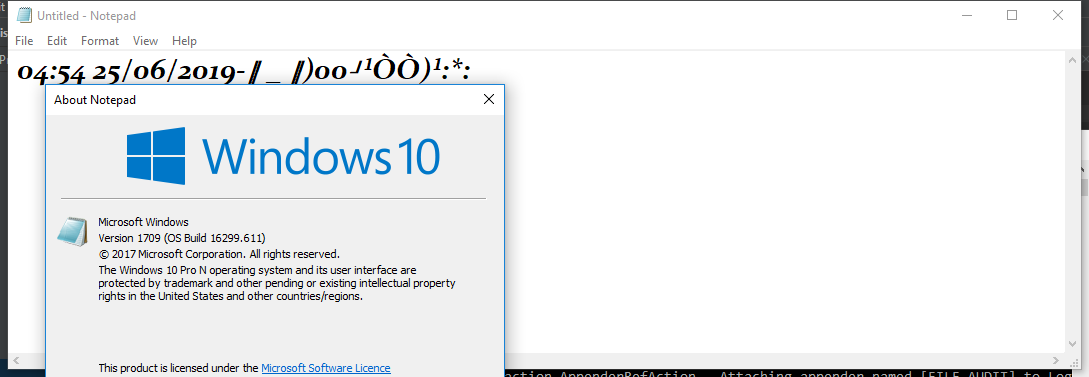 Untitled - Notepad
File Edit Format View Help
04:54 25/06/2019-‖ _ ‖)00┘¹ÒÒ)¹:*:
About Notepad
Windows 10
Microsoft Windows
Version 1709 (OS Build 16299.611)
© 2017 Microsoft Corporation. All rights reserved.
The Windows 10 Pro N operating system and its user interface are
protected by trademark and other pending or existing intellectual property
rights in the United States and other countries/regions.
This product is licensed under the Microsoft Software Licence
action.AppenderRefAction - Attaching appender named [FILE_AUDIT] to Log